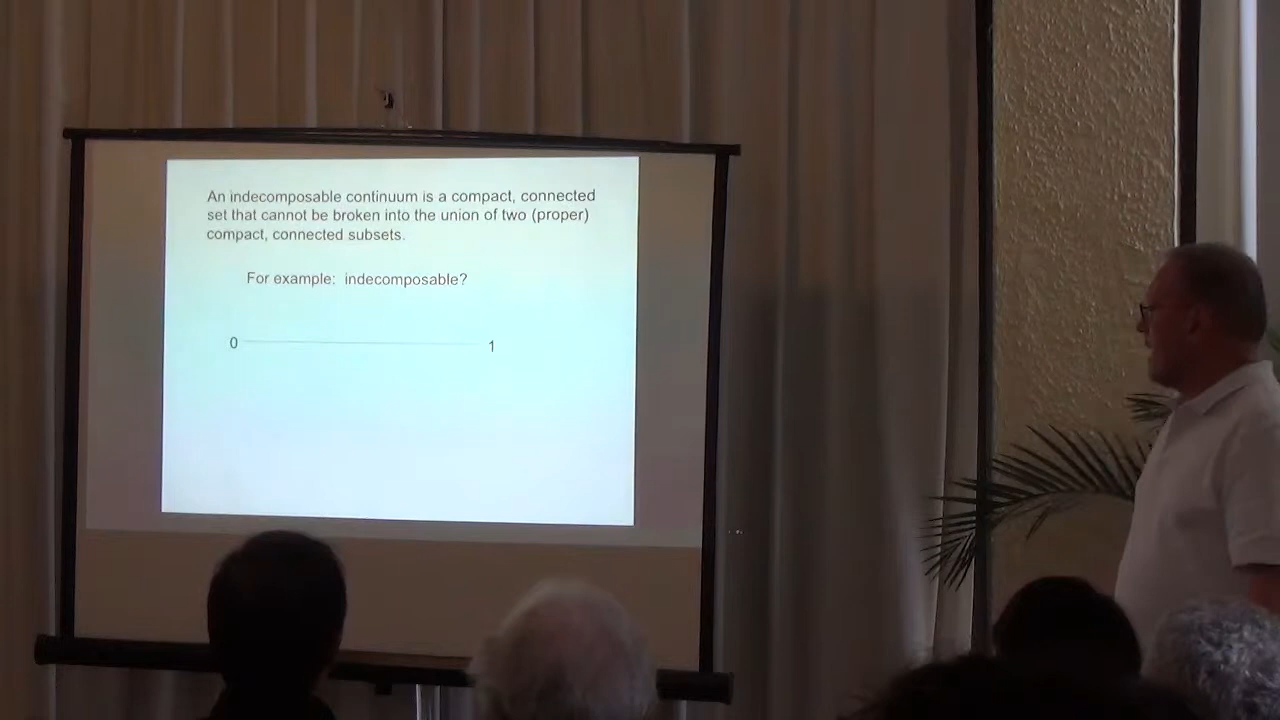 An indecomposable continuum is a compact, connected
set that cannot be broken into the union of two (proper)
compact, connected subsets.
For example: indecomposable?
0 1